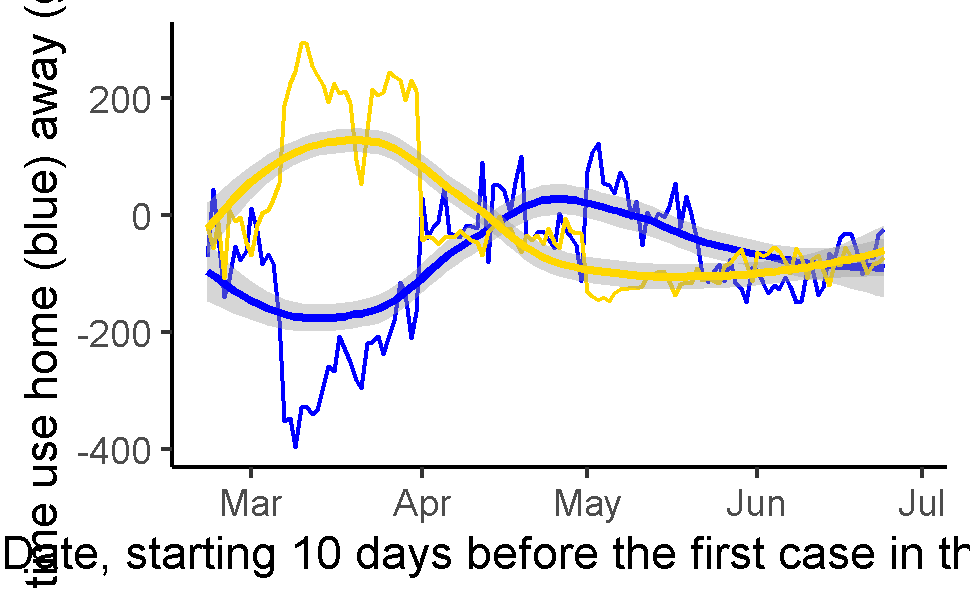 time use home (blue) away (
200
0
-200
-400
Mar Apr May Jun Jul
Date, starting 10 days before the first case in th